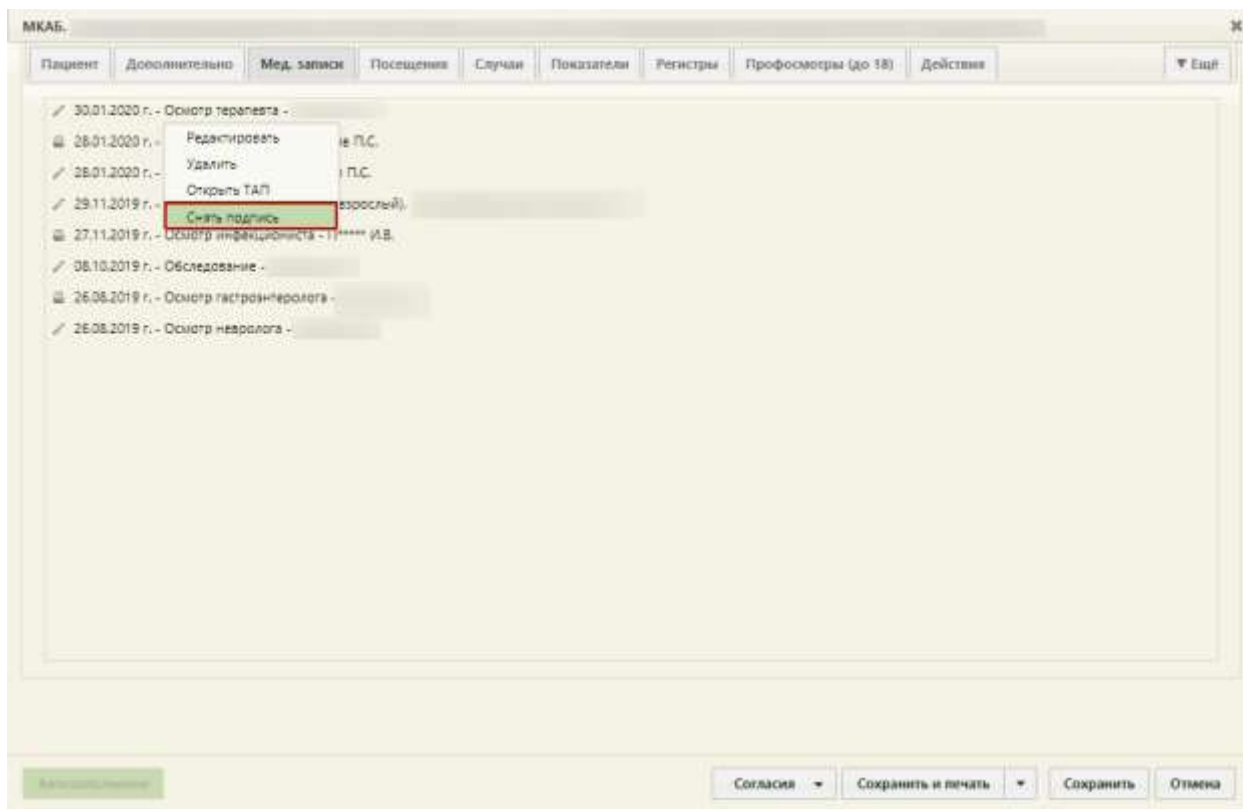 МКАБ.
Пациент Дополнительно Мед. записи Посещения Случаи Показатели Регистры Профосмотры (до 18) Действия Ещё
30.01.2020 г. - Осмотр терапевта -
28.01.2020 г. - П.С.
28.01.2020 г. - П.С.
29.11.2019 г. -
27.11.2019 г. - Осмотр инфекциониста - П***** И.В.
08.10.2019 г. - Обследование -
26.08.2019 г. - Осмотр гастроэнтеролога -
26.08.2019 г. - Осмотр невролога -
Редактировать
Удалить
Открыть ТАП
Снять подпись
Согласия Сохранить и печать Сохранить Отмена